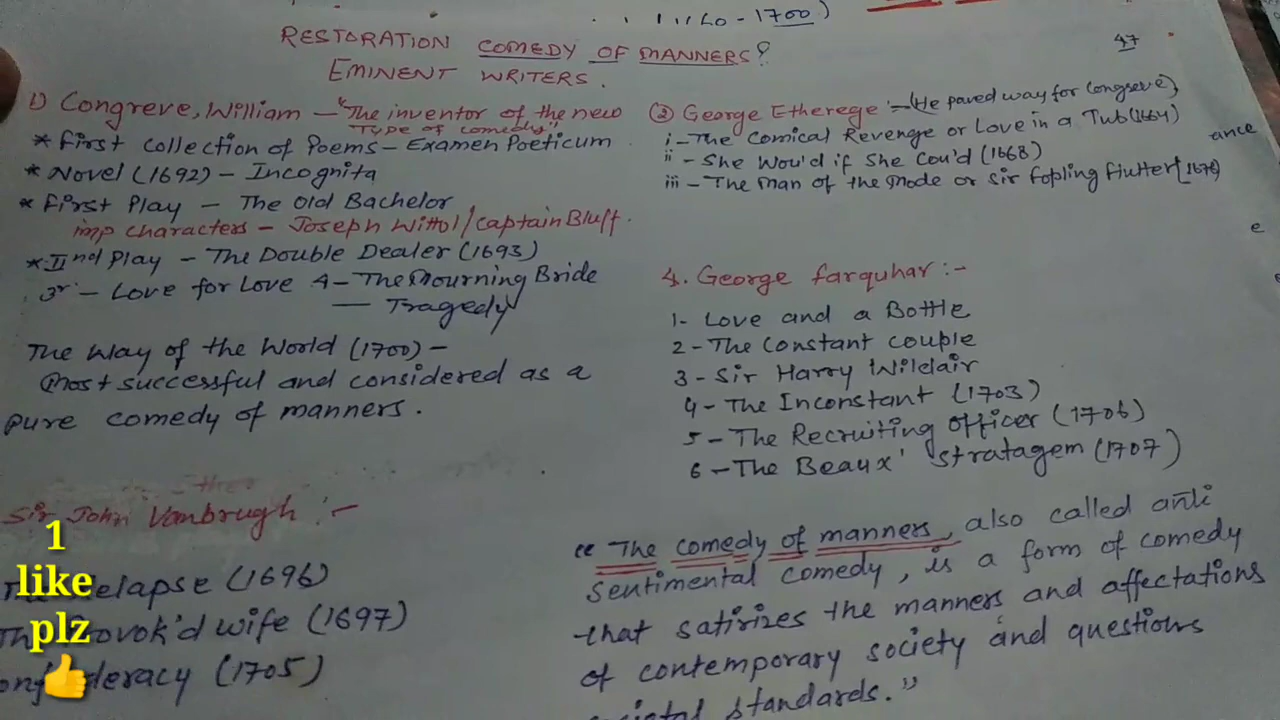 - 1700)
47
RESTORATION COMEDY OF MANNERS?
EMINENT WRITERS.
1) Congreve, William — "The inventor of the new
Type of comedy"
* First collection of Poems — Examen Poeticum
* Novel (1692) - Incognita
* First Play — The Old Bachelor
imp characters - Joseph Wittol/Captain Bluff.
* IInd Play - The Double Dealer (1693)
3r - Love for Love 4 - The Mourning Bride
— Tragedy
The Way of the World (1700) -
most successful and considered as a
pure comedy of manners.
Sir John Vanbrugh :-
elapse (1696)
ovok'd wife (1697)
deracy (1705)
1
like
plz
② George Etherege :- (He paved way for Congreve)
i - The Comical Revenge or Love in a Tub (1664)
ii - She Wou'd if She Cou'd (1668)
iii - The Man of the Mode or Sir Fopling Flutter [1676)
ance
e
4. George Farquhar :-
1- Love and a Bottle
2 - The Constant couple
3 - Sir Harry Wildair
4 - The Inconstant (1703)
5 - The Recruiting officer (1706)
6 - The Beaux' Stratagem (1707)
"The comedy of manners, also called anti
sentimental comedy, is a form of comedy
that satirizes the manners and affectations
of contemporary society and questions
societal standards."